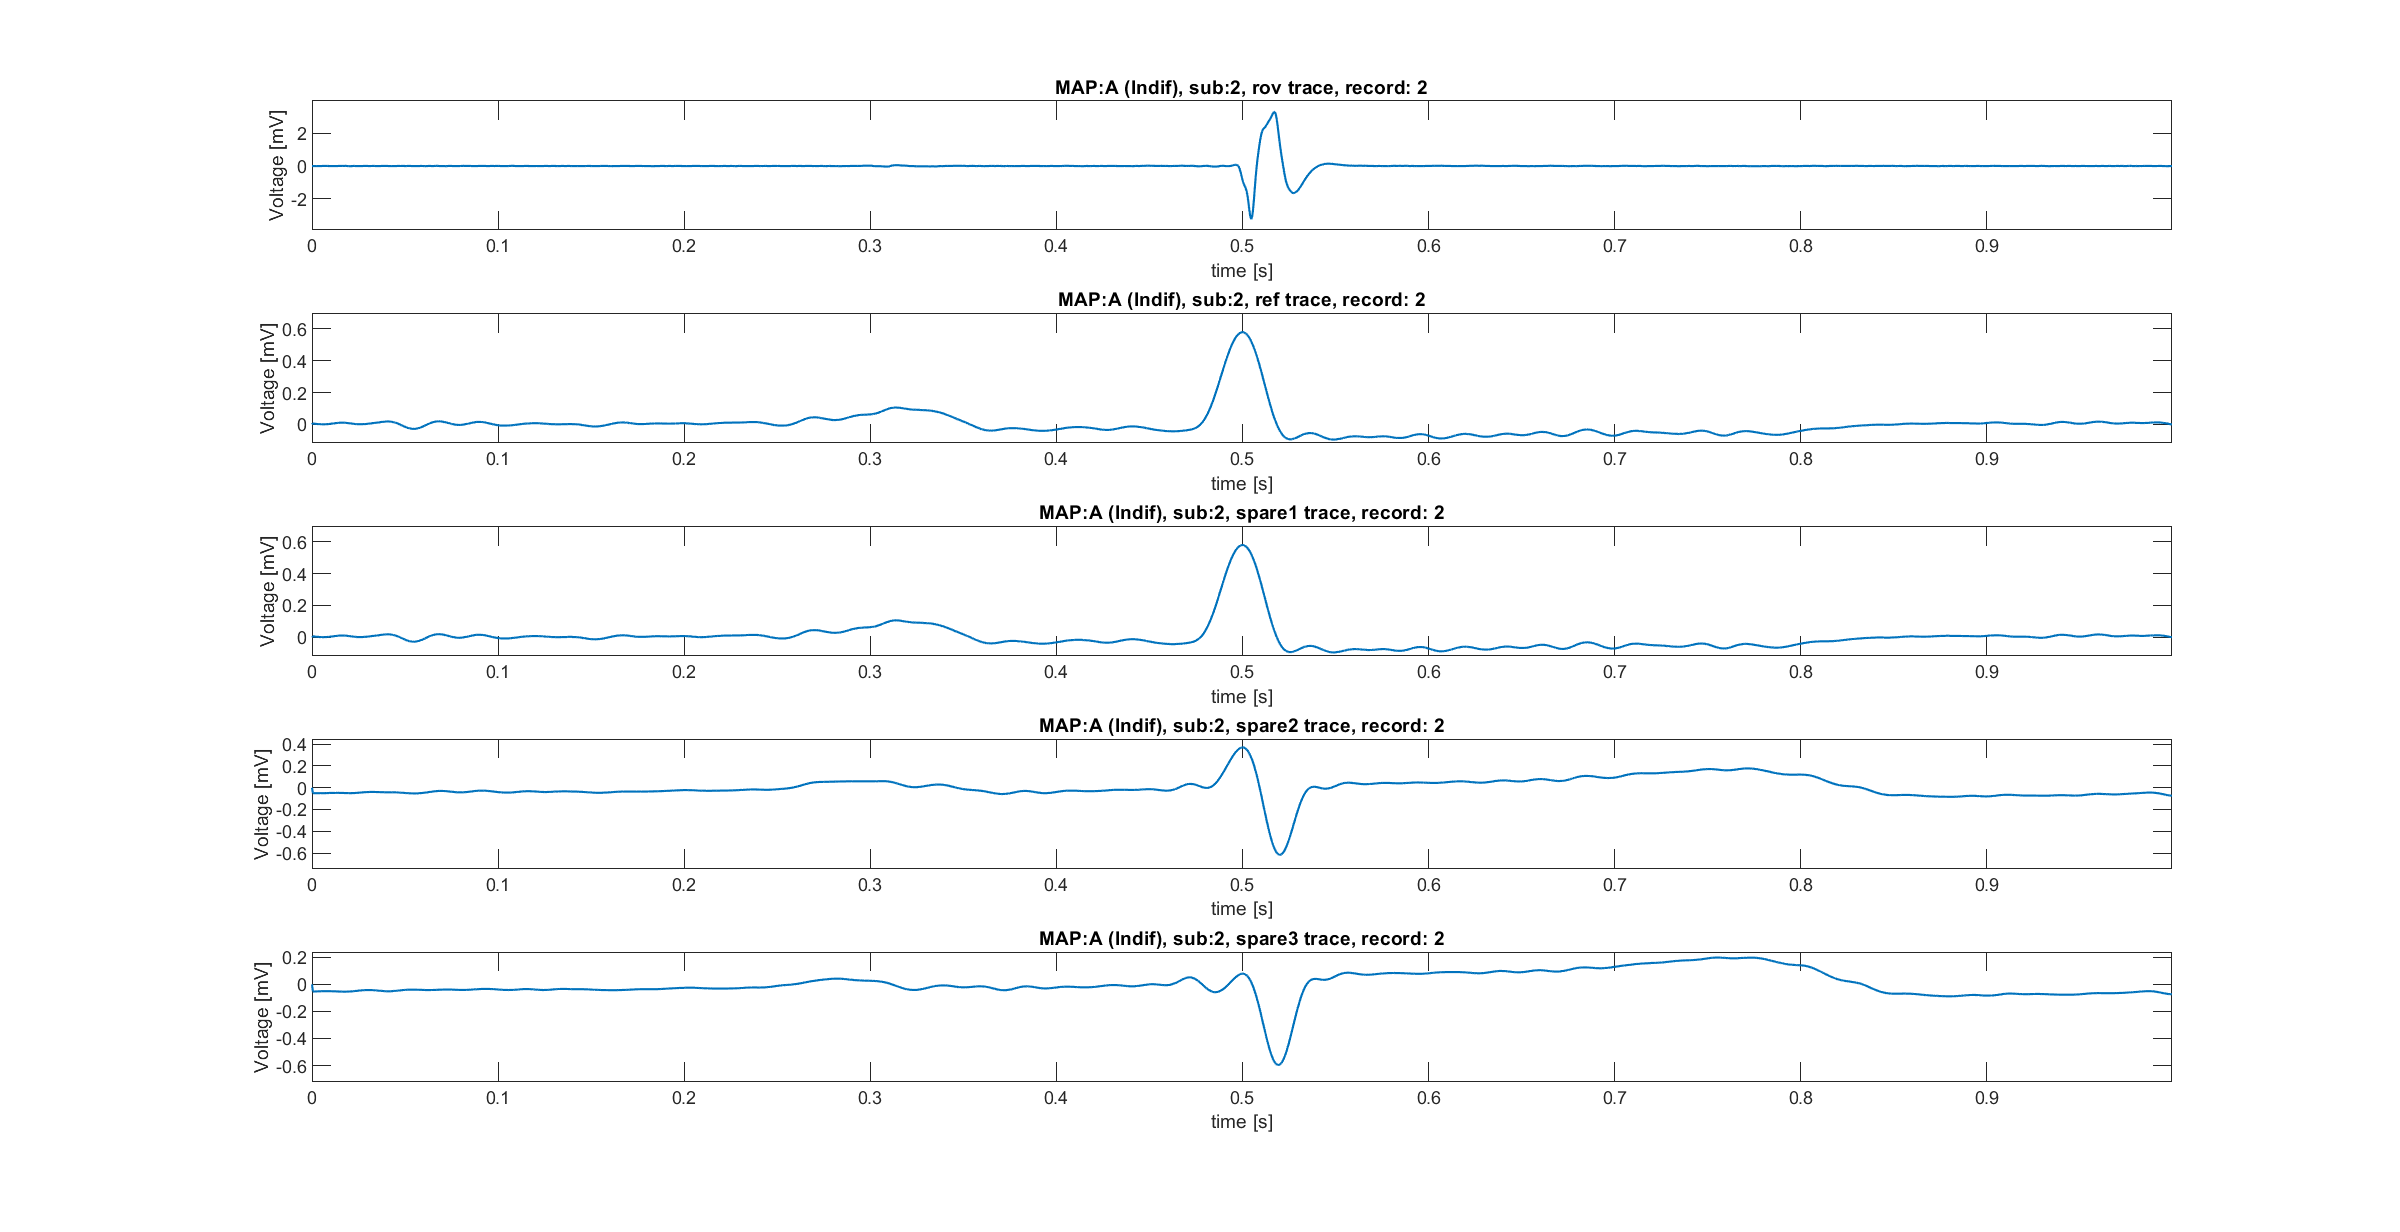 MAP:A (Indif), sub:2, rov trace, record: 2
Voltage [mV]
2
0
-2
0 0.1 0.2 0.3 0.4 0.5 0.6 0.7 0.8 0.9
time [s]
MAP:A (Indif), sub:2, ref trace, record: 2
Voltage [mV]
0.6
0.4
0.2
0
0 0.1 0.2 0.3 0.4 0.5 0.6 0.7 0.8 0.9
time [s]
MAP:A (Indif), sub:2, spare1 trace, record: 2
Voltage [mV]
0.6
0.4
0.2
0
0 0.1 0.2 0.3 0.4 0.5 0.6 0.7 0.8 0.9
time [s]
MAP:A (Indif), sub:2, spare2 trace, record: 2
Voltage [mV]
0.4
0.2
0
-0.2
-0.4
-0.6
0 0.1 0.2 0.3 0.4 0.5 0.6 0.7 0.8 0.9
time [s]
MAP:A (Indif), sub:2, spare3 trace, record: 2
Voltage [mV]
0.2
0
-0.2
-0.4
-0.6
0 0.1 0.2 0.3 0.4 0.5 0.6 0.7 0.8 0.9
time [s]